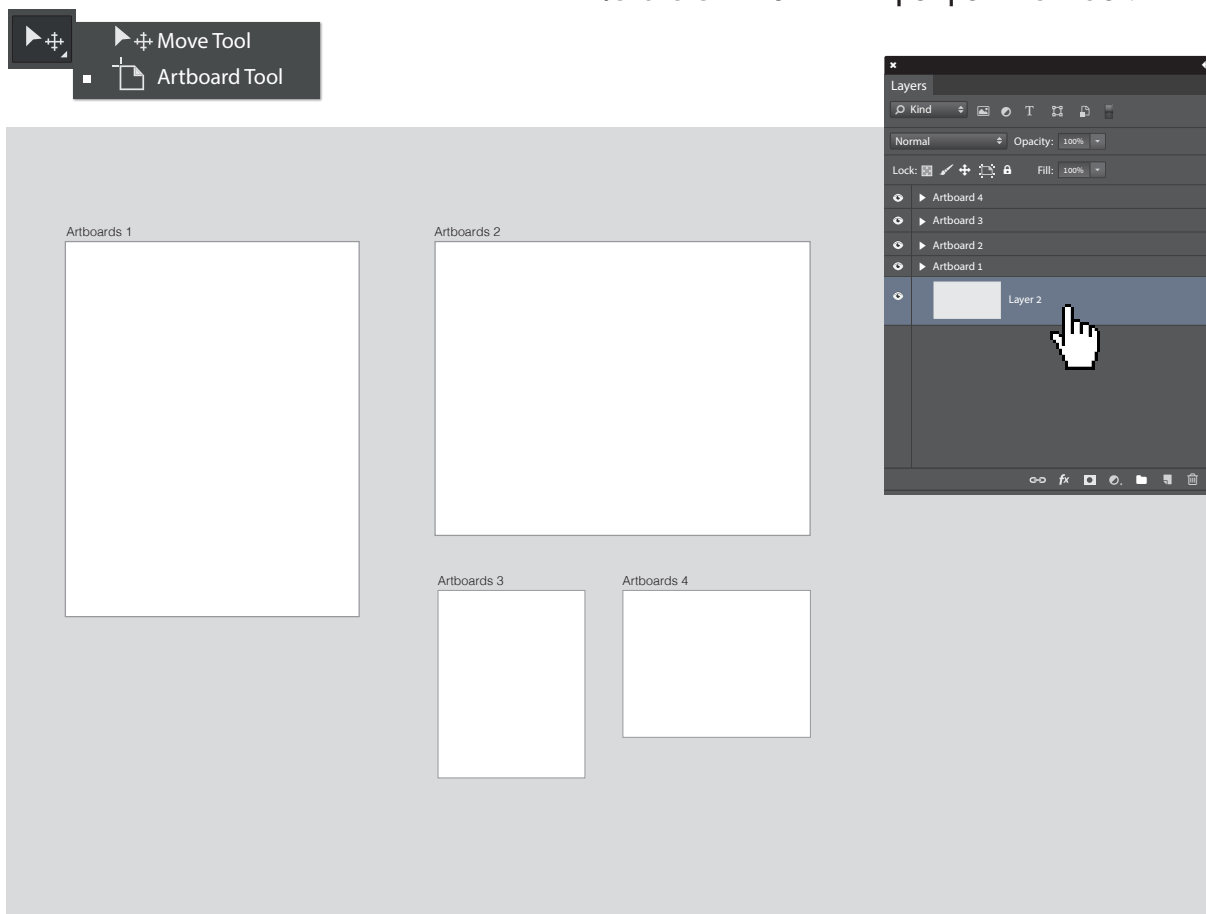 Move Tool
Artboard Tool
Layers
Kind
T
Normal
Opacity: 100%
Lock:
Fill: 100%
Artboard 4
Artboard 3
Artboard 2
Artboard 1
Layer 2
fx
Artboards 1
Artboards 2
Artboards 3
Artboards 4